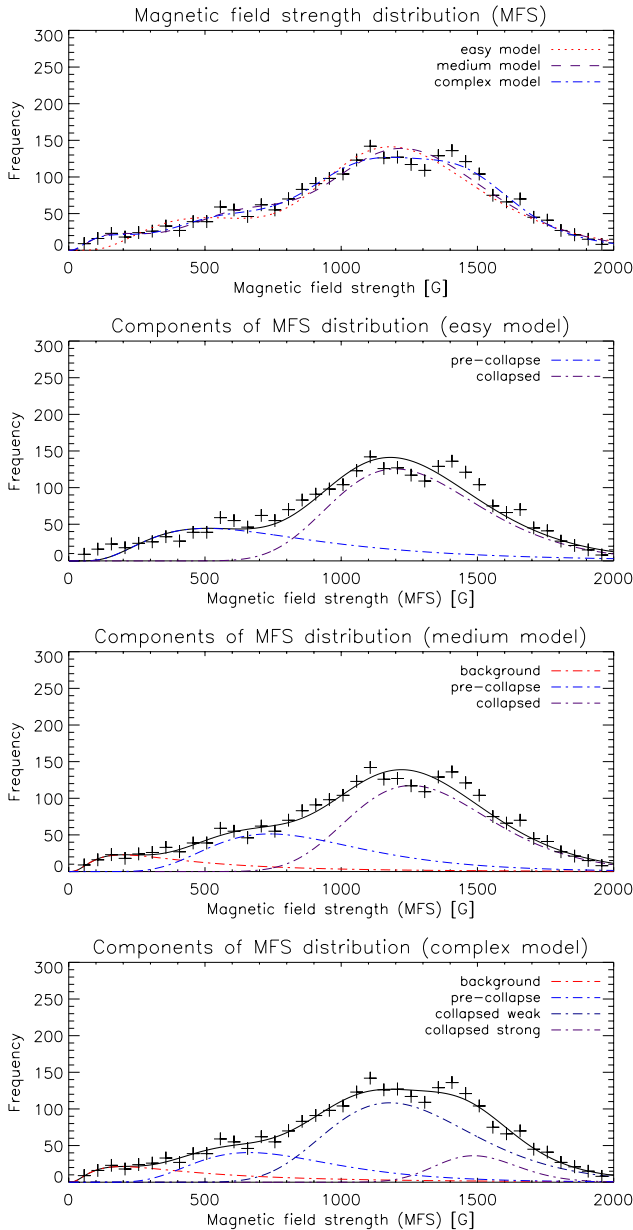 Magnetic field strength distribution (MFS)
300
250
200
150
100
50
0
Frequency
easy model
medium model
complex model
0 500 1000 1500 2000
Magnetic field strength [G]
Components of MFS distribution (easy model)
300
250
200
150
100
50
0
Frequency
pre-collapse
collapsed
0 500 1000 1500 2000
Magnetic field strength (MFS) [G]
Components of MFS distribution (medium model)
300
250
200
150
100
50
0
Frequency
background
pre-collapse
collapsed
0 500 1000 1500 2000
Magnetic field strength (MFS) [G]
Components of MFS distribution (complex model)
300
250
200
150
100
50
0
Frequency
background
pre-collapse
collapsed weak
collapsed strong
0 500 1000 1500 2000
Magnetic field strength (MFS) [G]